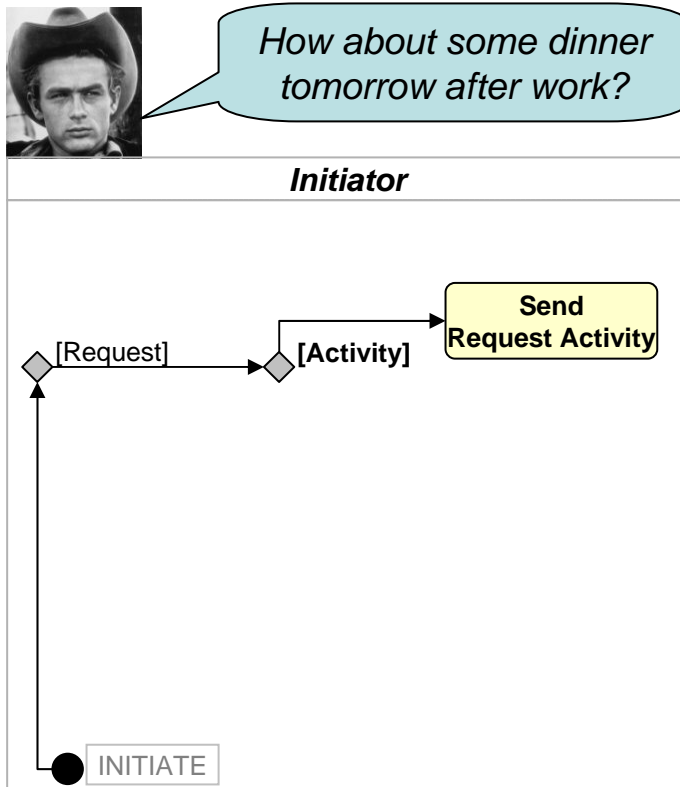 How about some dinner
tomorrow after work?
Initiator
Send
Request Activity
[Request]
[Activity]
INITIATE